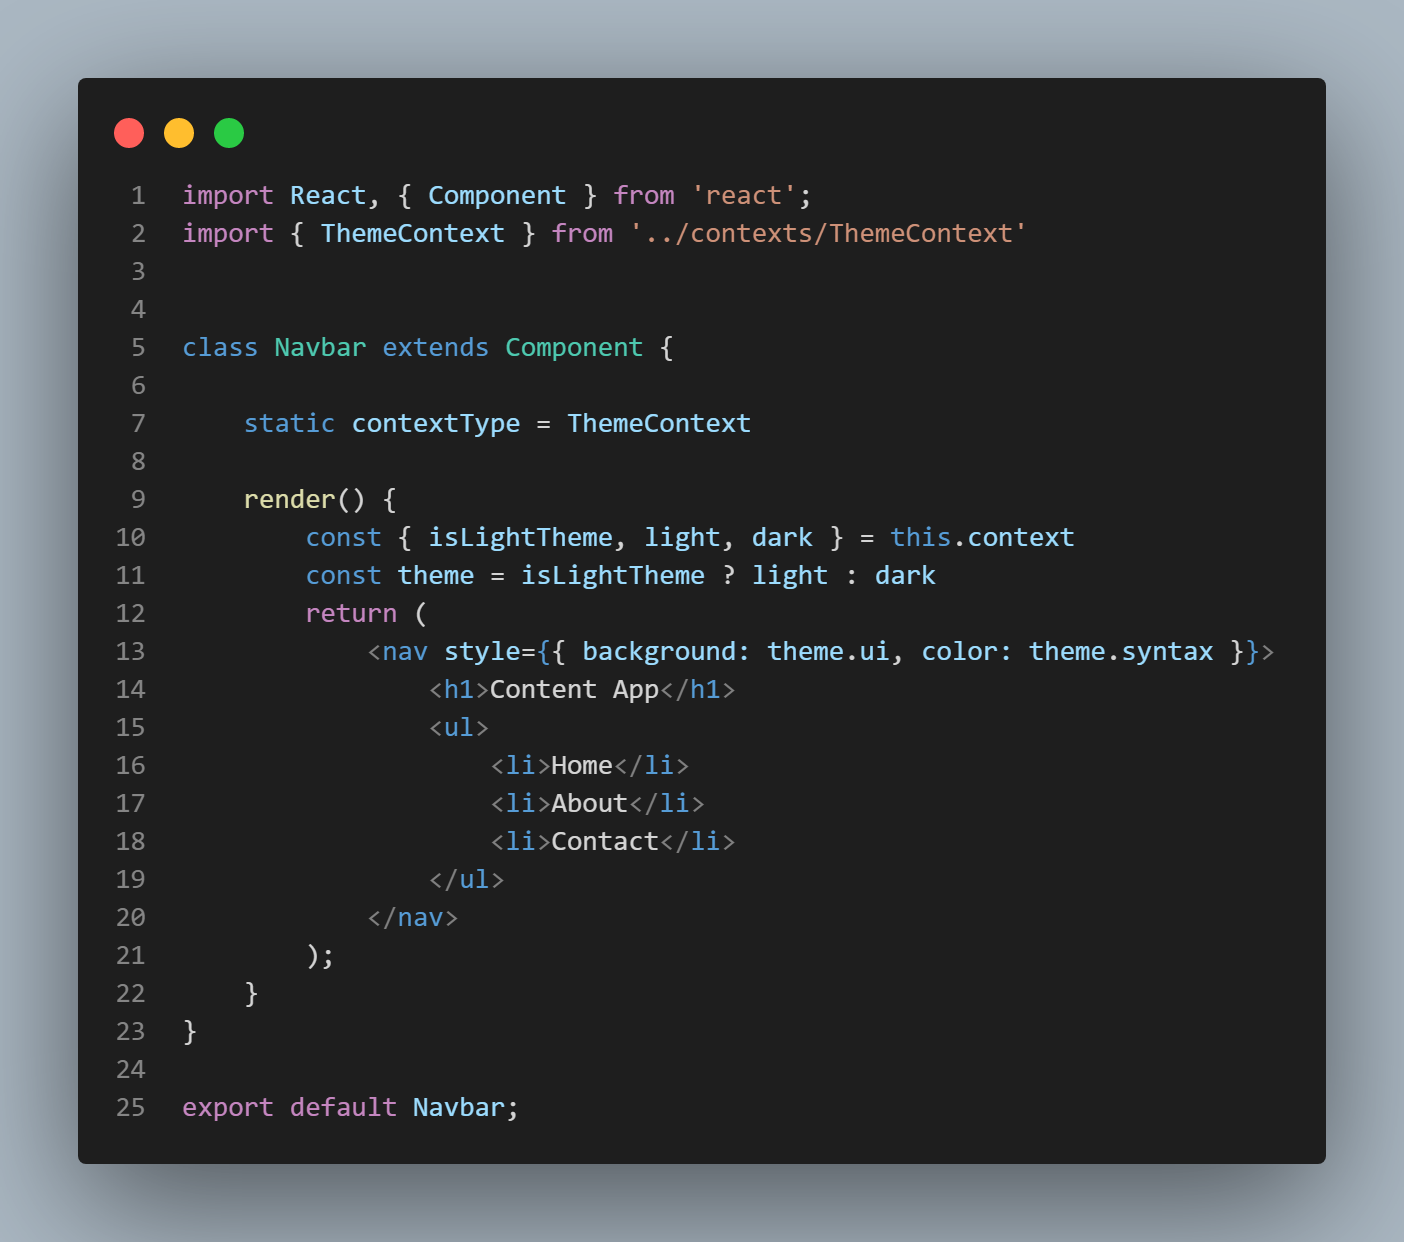 1 import React, { Component } from 'react';
2 import { ThemeContext } from '../contexts/ThemeContext'
3
4
5 class Navbar extends Component {
6
7     static contextType = ThemeContext
8
9     render() {
10         const { isLightTheme, light, dark } = this.context
11         const theme = isLightTheme ? light : dark
12         return (
13             <nav style={{ background: theme.ui, color: theme.syntax }}>
14                 <h1>Content App</h1>
15                 <ul>
16                     <li>Home</li>
17                     <li>About</li>
18                     <li>Contact</li>
19                 </ul>
20             </nav>
21         );
22     }
23 }
24
25 export default Navbar;